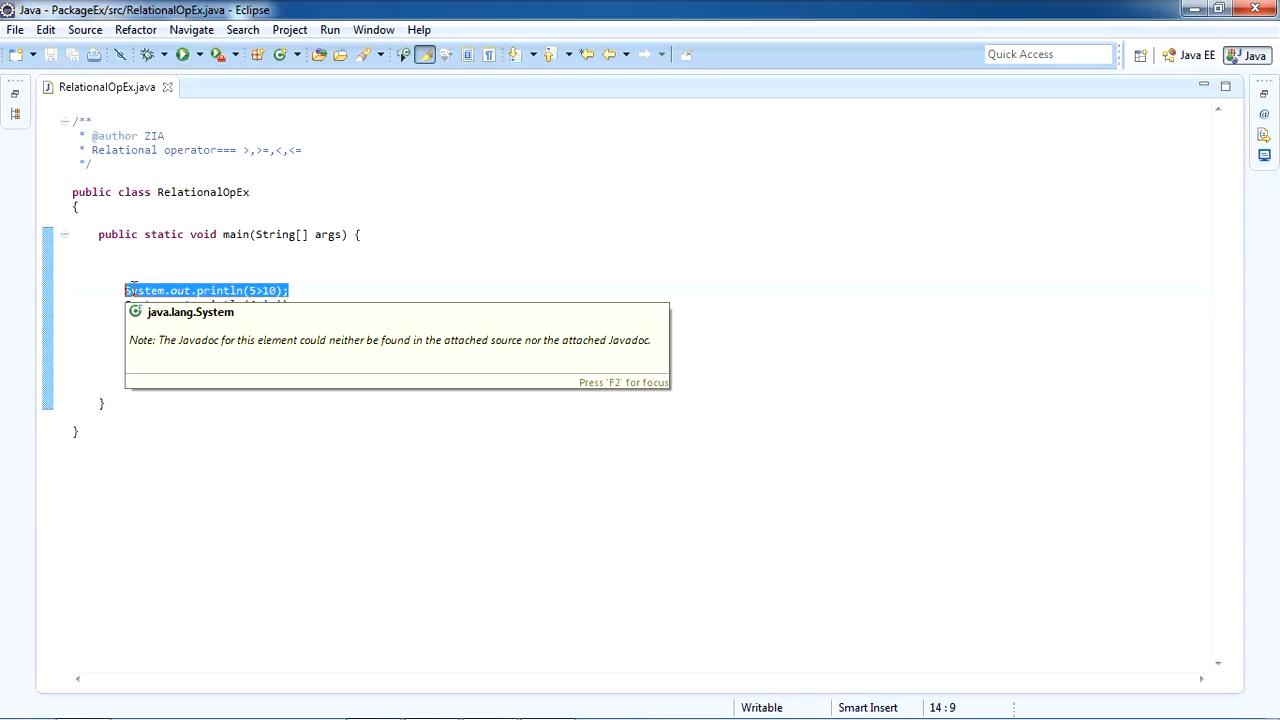 Java - PackageEx/src/RelationalOpEx.java - Eclipse
File Edit Source Refactor Navigate Search Project Run Window Help
Quick Access
Java EE
Java
RelationalOpEx.java
/**
* @author ZIA
* Relational operator=== >,>=,<,<=
*/
public class RelationalOpEx
{
public static void main(String[] args) {
System.out.println(5>10);
java.lang.System
Note: The Javadoc for this element could neither be found in the attached source nor the attached Javadoc.
Press 'F2' for focus
}
}
Writable Smart Insert 14 : 9